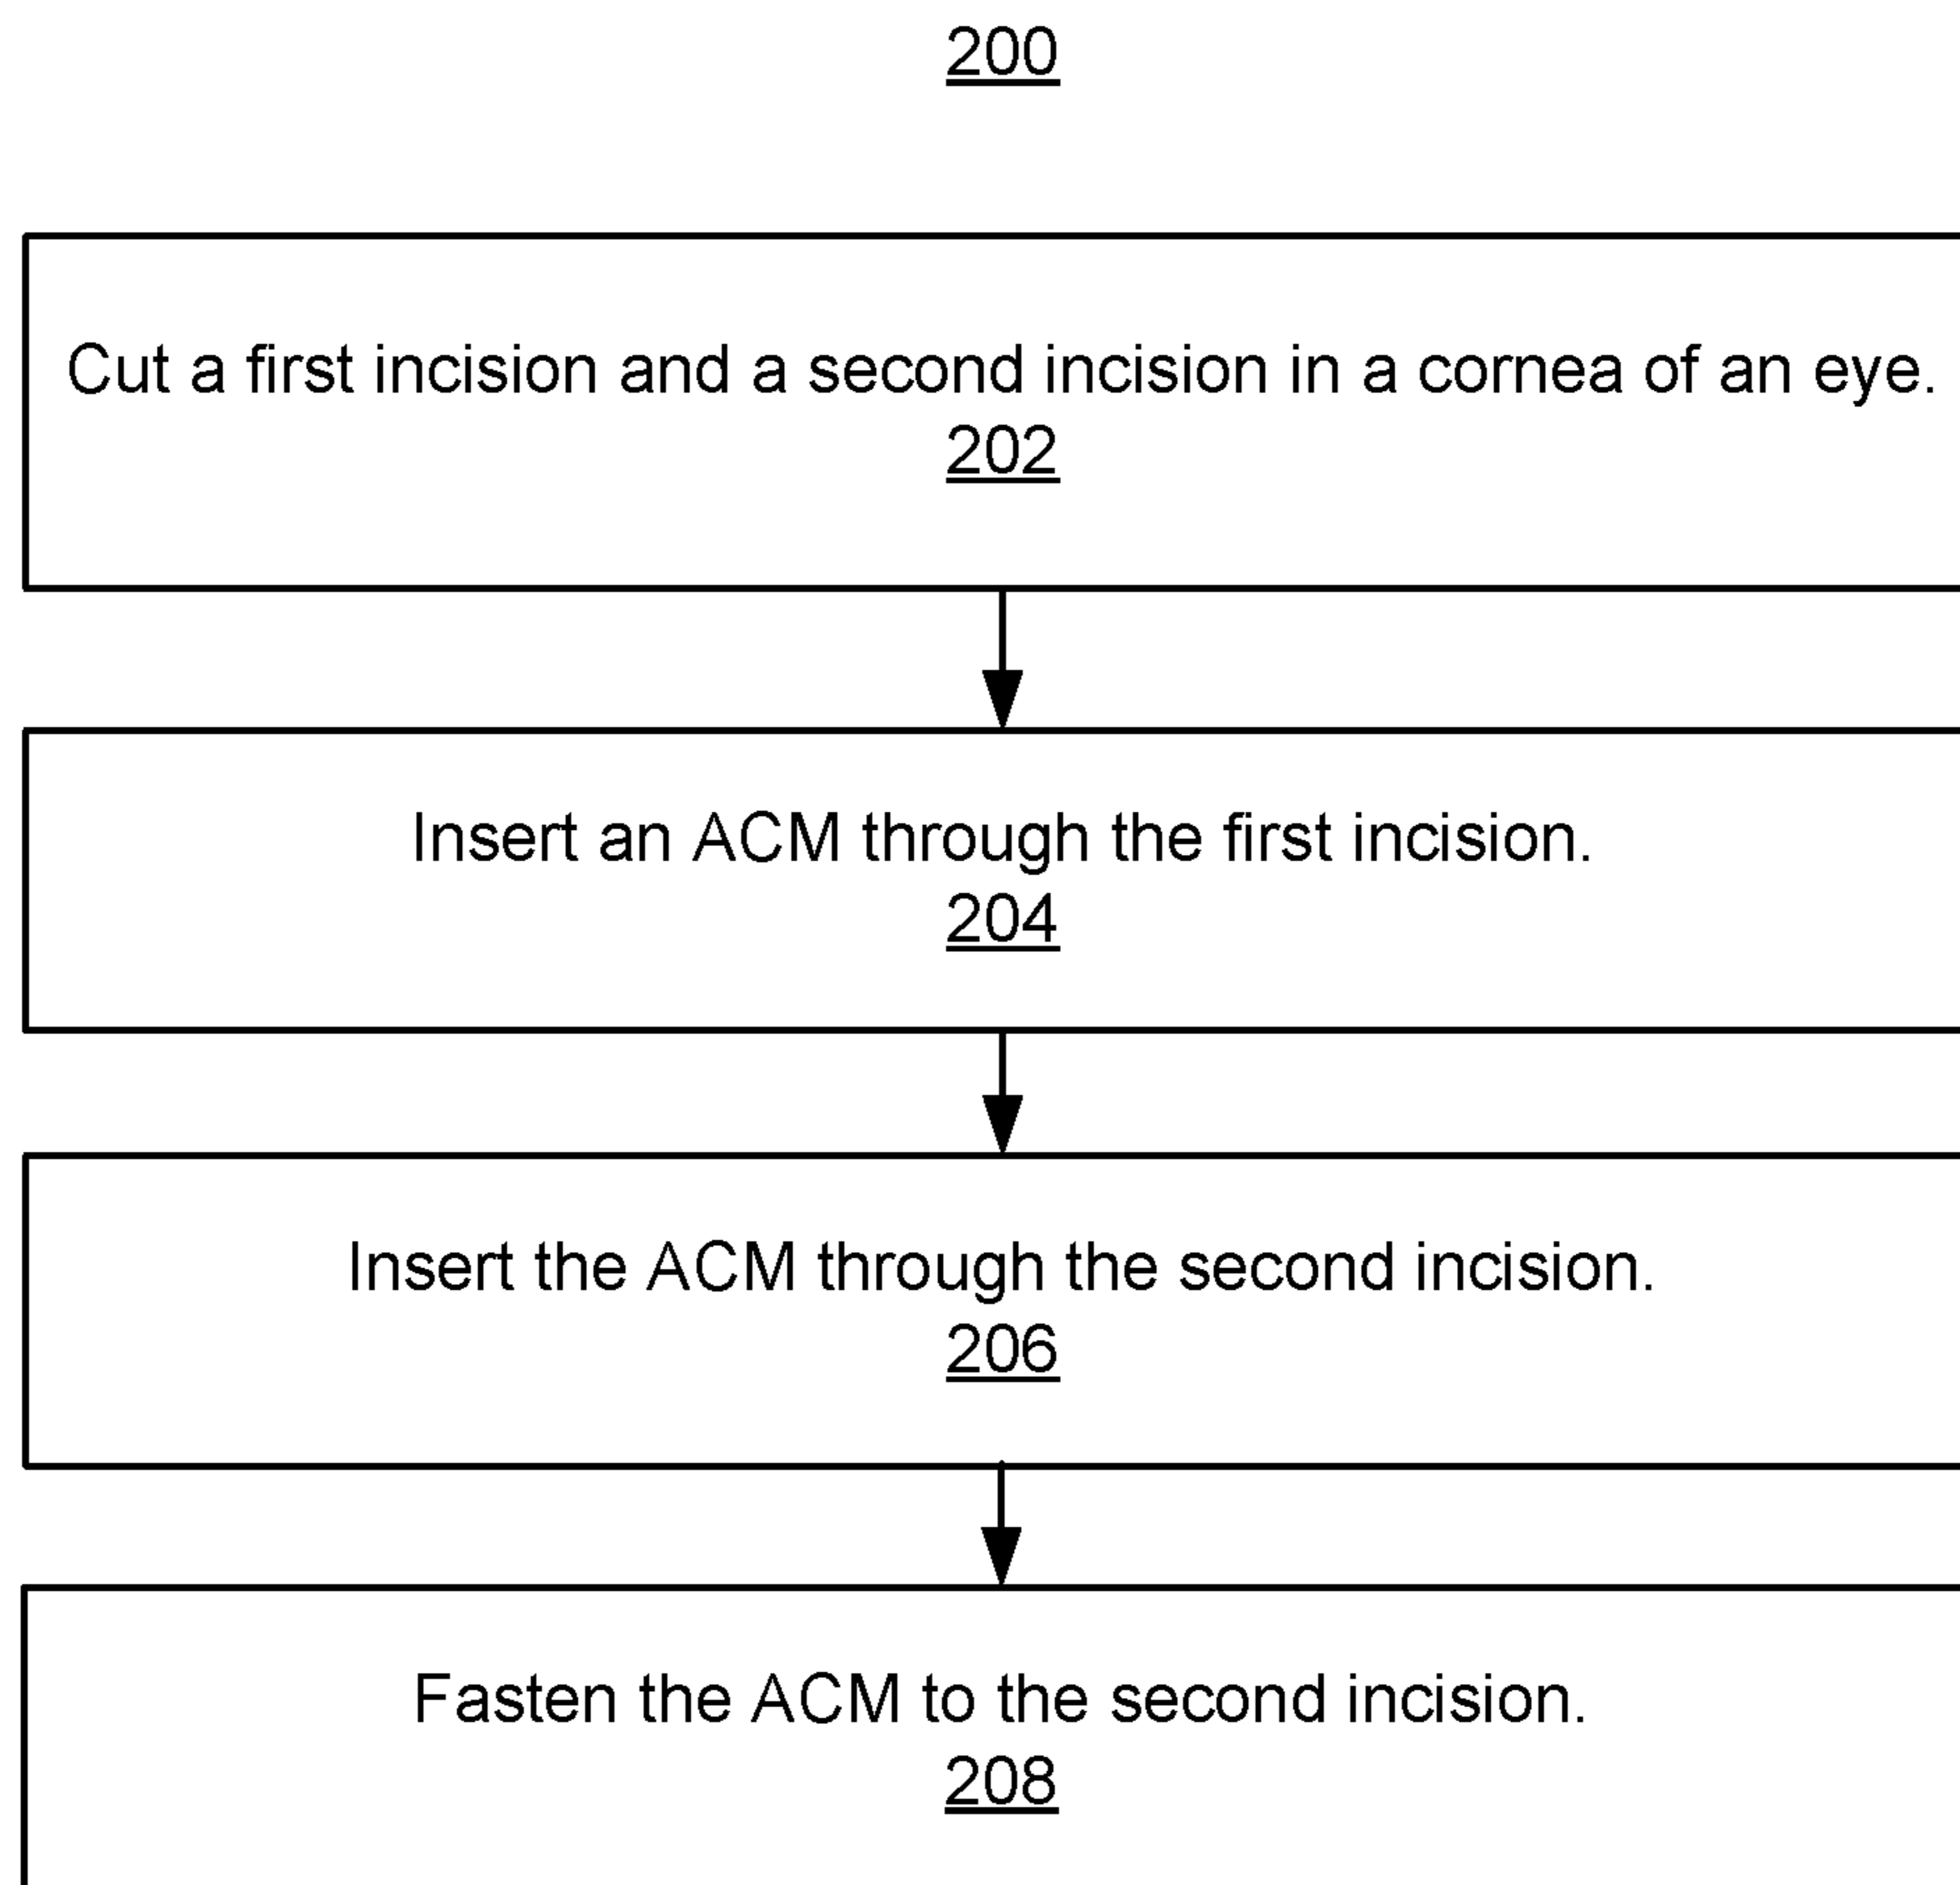 200
Cut a first incision and a second incision in a cornea of an eye.
202
Insert an ACM through the first incision.
204
Insert the ACM through the second incision.
206
Fasten the ACM to the second incision.
208